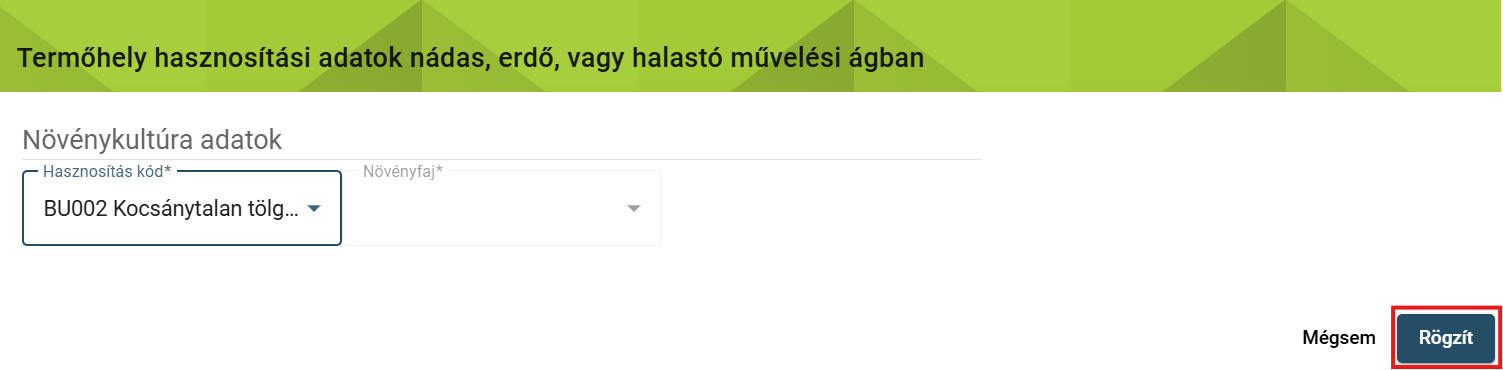 Termőhely hasznosítási adatok nádas, erdő, vagy halastó művelési ágban
Növénykultúra adatok
Hasznosítás kód* Növényfaj*
BU002 Kocsánytalan tölg...
Mégsem Rögzít